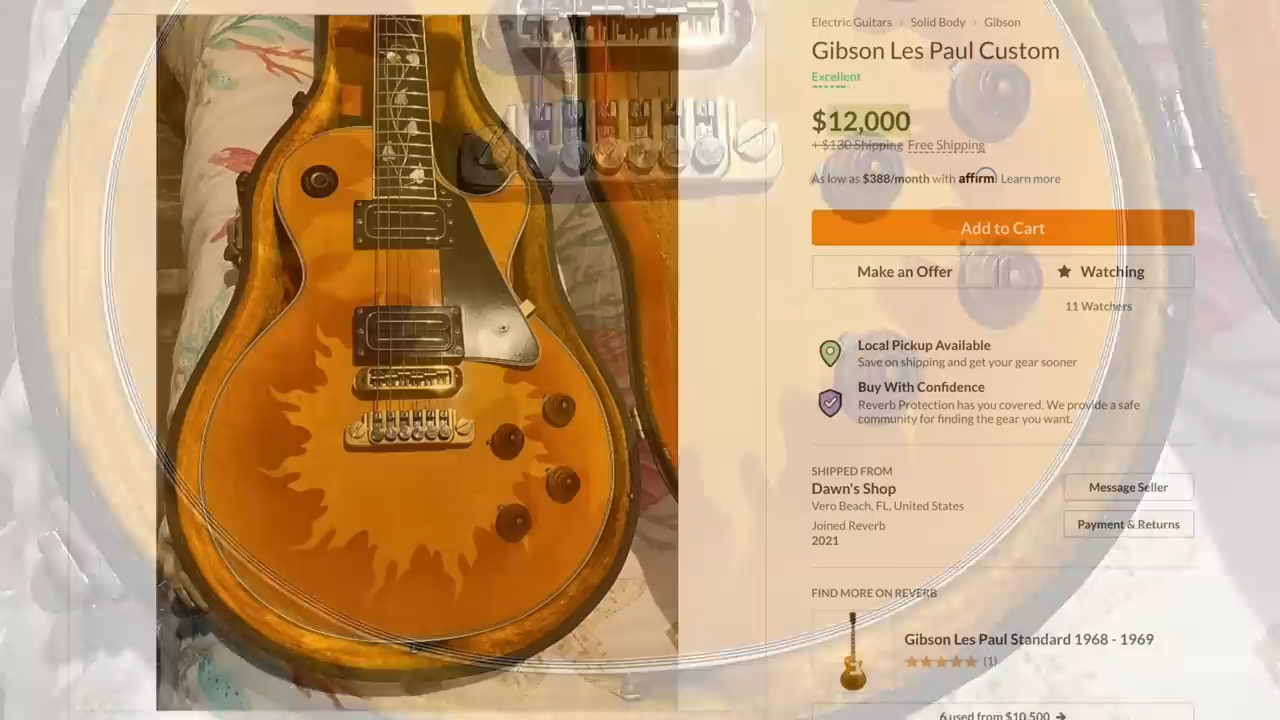 Electric Guitars > Solid Body > Gibson
Gibson Les Paul Custom
Excellent
$12,000
+ $130 Shipping Free Shipping
As low as $388/month with affirm Learn more
Add to Cart
Make an Offer
★ Watching
11 Watchers
Local Pickup Available
Save on shipping and get your gear sooner
Buy With Confidence
Reverb Protection has you covered. We provide a safe
community for finding the gear you want.
SHIPPED FROM
Dawn's Shop
Message Seller
Vero Beach, FL, United States
Joined Reverb
Payment & Returns
2021
FIND MORE ON REVERB
Gibson Les Paul Standard 1968 - 1969
★★★★★ (1)
6 used from $10,500 →